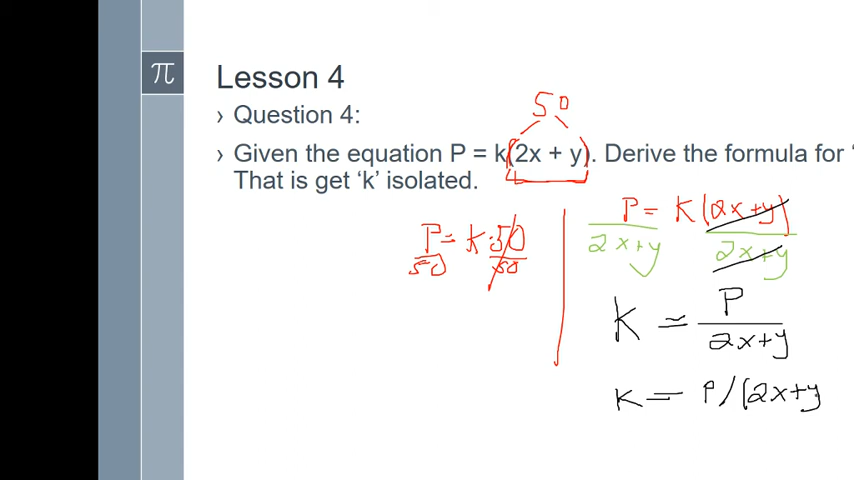 π
Lesson 4
› Question 4:
50
› Given the equation P = k(2x + y). Derive the formula for ‘
That is get ‘k’ isolated.
P = K·50
50 50
P = K(2x+y)
2x+y 2x+y
K = P
2x+y
K = P/(2x+y